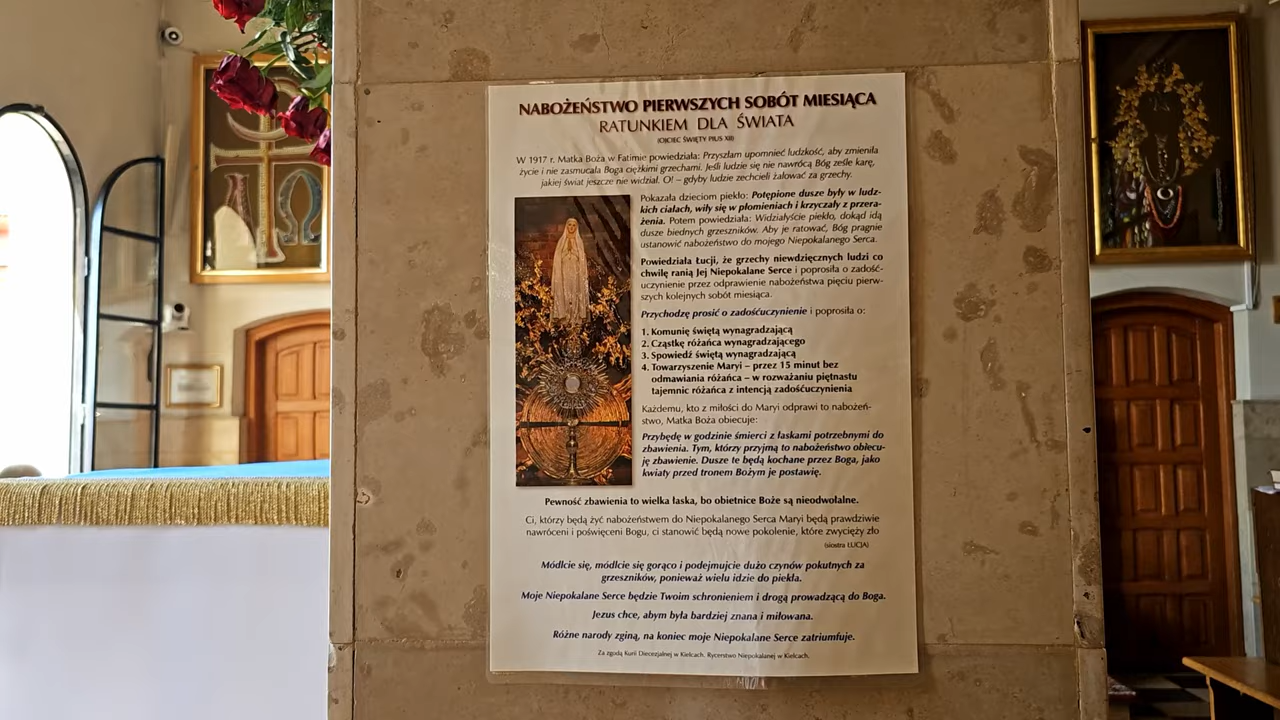 NABOŻEŃSTWO PIERWSZYCH SOBÓT MIESIĄCA
RATUNKIEM DLA ŚWIATA
(OJCIEC ŚWIĘTY PIUS XII)
W 1917 r. Matka Boża w Fatimie powiedziała: Przyszłam upomnieć ludzkość, aby zmieniła
życie i nie zasmucała Boga ciężkimi grzechami. Jeśli ludzie się nie nawrócą Bóg ześle karę,
jakiej świat jeszcze nie widział. O! – gdyby ludzie zechcieli żałować za grzechy.
Pokazała dzieciom piekło: Potępione dusze były w ludz-
kich ciałach, wiły się w płomieniach i krzyczały z przera-
żenia. Potem powiedziała: Widziałyście piekło, dokąd idą
dusze biednych grzeszników. Aby je ratować, Bóg pragnie
ustanowić nabożeństwo do mojego Niepokalanego Serca.
Powiedziała Łucji, że grzechy niewdzięcznych ludzi co
chwilę ranią Jej Niepokalane Serce i poprosiła o zadość-
uczynienie przez odprawienie nabożeństwa pięciu pierw-
szych kolejnych sobót miesiąca.
Przychodzę prosić o zadośćuczynienie i poprosiła o:
1. Komunię świętą wynagradzającą
2. Cząstkę różańca wynagradzającego
3. Spowiedź świętą wynagradzającą
4. Towarzyszenie Maryi – przez 15 minut bez
odmawiania różańca – w rozważaniu piętnastu
tajemnic różańca z intencją zadośćuczynienia
Każdemu, kto z miłości do Maryi odprawi to nabożeń-
stwo, Matka Boża obiecuje:
Przybędę w godzinie śmierci z łaskami potrzebnymi do
zbawienia. Tym, którzy przyjmą to nabożeństwo obiecu-
ję zbawienie. Dusze te będą kochane przez Boga, jako
kwiaty przed tronem Bożym je postawię.
Pewność zbawienia to wielka łaska, bo obietnice Boże są nieodwołalne.
Ci, którzy będą żyć nabożeństwem do Niepokalanego Serca Maryi będą prawdziwie
nawróceni i poświęceni Bogu, ci stanowić będą nowe pokolenie, które zwycięży zło
(siostra ŁUCJA)
Módlcie się, módlcie się gorąco i podejmujcie dużo czynów pokutnych za
grzeszników, ponieważ wielu idzie do piekła.
Moje Niepokalane Serce będzie Twoim schronieniem i drogą prowadzącą do Boga.
Jezus chce, abym była bardziej znana i miłowana.
Różne narody zginą, na koniec moje Niepokalane Serce zatriumfuje.
Za zgodą Kurii Diecezjalnej w Kielcach. Rycerstwo Niepokalanej w Kielcach.